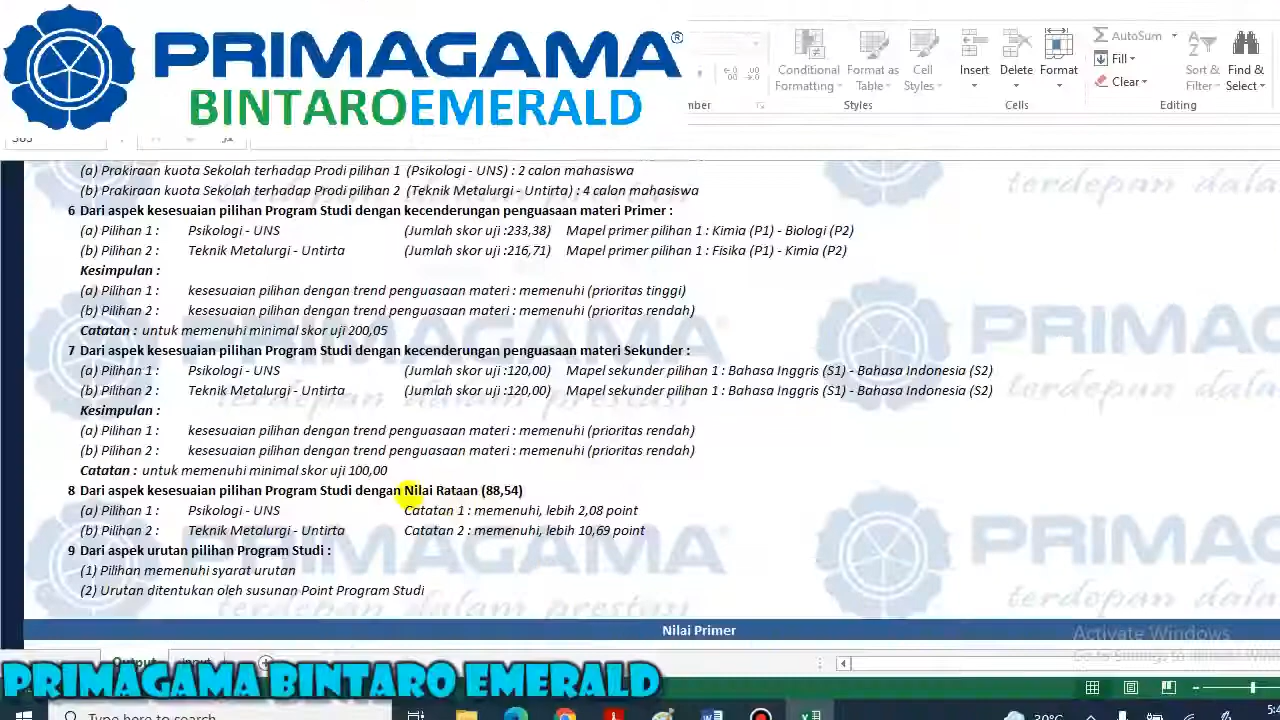 PRIMAGAMA®
BINTAROEMERALD
AutoSum
Fill
Clear
Conditional Formatting
Format as Table
Cell Styles
Insert
Delete
Format
Sort & Filter
Find & Select
mber
Styles
Cells
Editing
(a) Prakiraan kuota Sekolah terhadap Prodi pilihan 1 (Psikologi - UNS) : 2 calon mahasiswa
(b) Prakiraan kuota Sekolah terhadap Prodi pilihan 2 (Teknik Metalurgi - Untirta) : 4 calon mahasiswa
6 Dari aspek kesesuaian pilihan Program Studi dengan kecenderungan penguasaan materi Primer :
(a) Pilihan 1 : Psikologi - UNS (Jumlah skor uji :233,38) Mapel primer pilihan 1 : Kimia (P1) - Biologi (P2)
(b) Pilihan 2 : Teknik Metalurgi - Untirta (Jumlah skor uji :216,71) Mapel primer pilihan 1 : Fisika (P1) - Kimia (P2)
Kesimpulan :
(a) Pilihan 1 : kesesuaian pilihan dengan trend penguasaan materi : memenuhi (prioritas tinggi)
(b) Pilihan 2 : kesesuaian pilihan dengan trend penguasaan materi : memenuhi (prioritas rendah)
Catatan : untuk memenuhi minimal skor uji 200,05
7 Dari aspek kesesuaian pilihan Program Studi dengan kecenderungan penguasaan materi Sekunder :
(a) Pilihan 1 : Psikologi - UNS (Jumlah skor uji :120,00) Mapel sekunder pilihan 1 : Bahasa Inggris (S1) - Bahasa Indonesia (S2)
(b) Pilihan 2 : Teknik Metalurgi - Untirta (Jumlah skor uji :120,00) Mapel sekunder pilihan 1 : Bahasa Inggris (S1) - Bahasa Indonesia (S2)
Kesimpulan :
(a) Pilihan 1 : kesesuaian pilihan dengan trend penguasaan materi : memenuhi (prioritas rendah)
(b) Pilihan 2 : kesesuaian pilihan dengan trend penguasaan materi : memenuhi (prioritas rendah)
Catatan : untuk memenuhi minimal skor uji 100,00
8 Dari aspek kesesuaian pilihan Program Studi dengan Nilai Rataan (88,54)
(a) Pilihan 1 : Psikologi - UNS Catatan 1 : memenuhi, lebih 2,08 point
(b) Pilihan 2 : Teknik Metalurgi - Untirta Catatan 2 : memenuhi, lebih 10,69 point
9 Dari aspek urutan pilihan Program Studi :
(1) Pilihan memenuhi syarat urutan
(2) Urutan ditentukan oleh susunan Point Program Studi
Nilai Primer
Activate Windows
Output Input
PRIMAGAMA BINTARO EMERALD
Type here to search
30°C